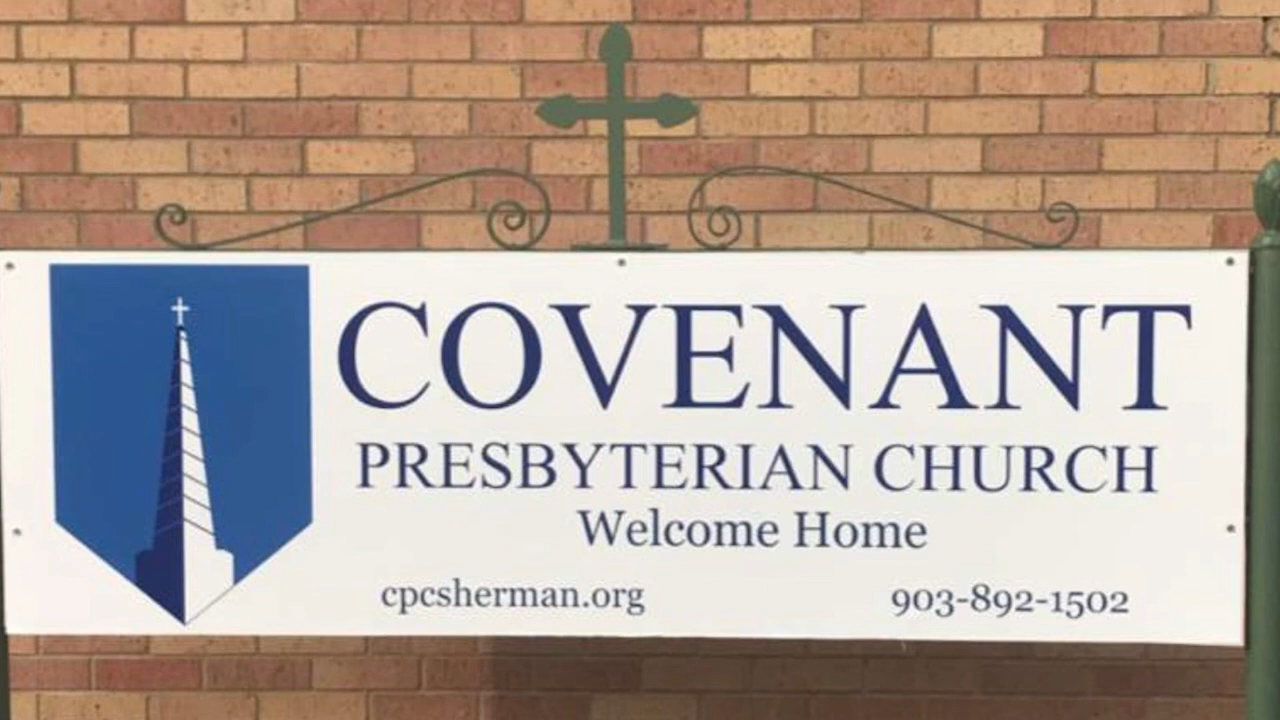 COVENANT
PRESBYTERIAN CHURCH
Welcome Home
cpcsherman.org 903-892-1502